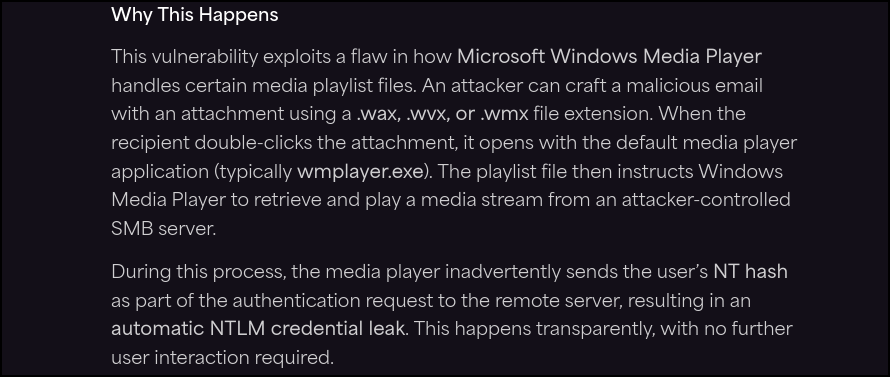 Why This Happens
This vulnerability exploits a flaw in how Microsoft Windows Media Player
handles certain media playlist files. An attacker can craft a malicious email
with an attachment using a .wax, .wvx, or .wmx file extension. When the
recipient double-clicks the attachment, it opens with the default media player
application (typically wmplayer.exe). The playlist file then instructs Windows
Media Player to retrieve and play a media stream from an attacker-controlled
SMB server.
During this process, the media player inadvertently sends the user's NT hash
as part of the authentication request to the remote server, resulting in an
automatic NTLM credential leak. This happens transparently, with no further
user interaction required.